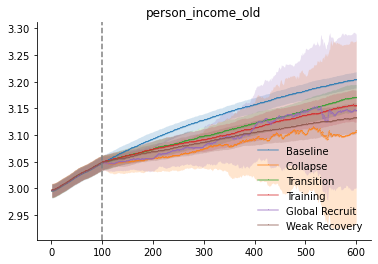 person_income_old
3.30
3.25
3.20
3.15
3.10
3.05
3.00
2.95
0
100
200
300
400
500
600
Baseline
Collapse
Transition
Training
Global Recruit
Weak Recovery